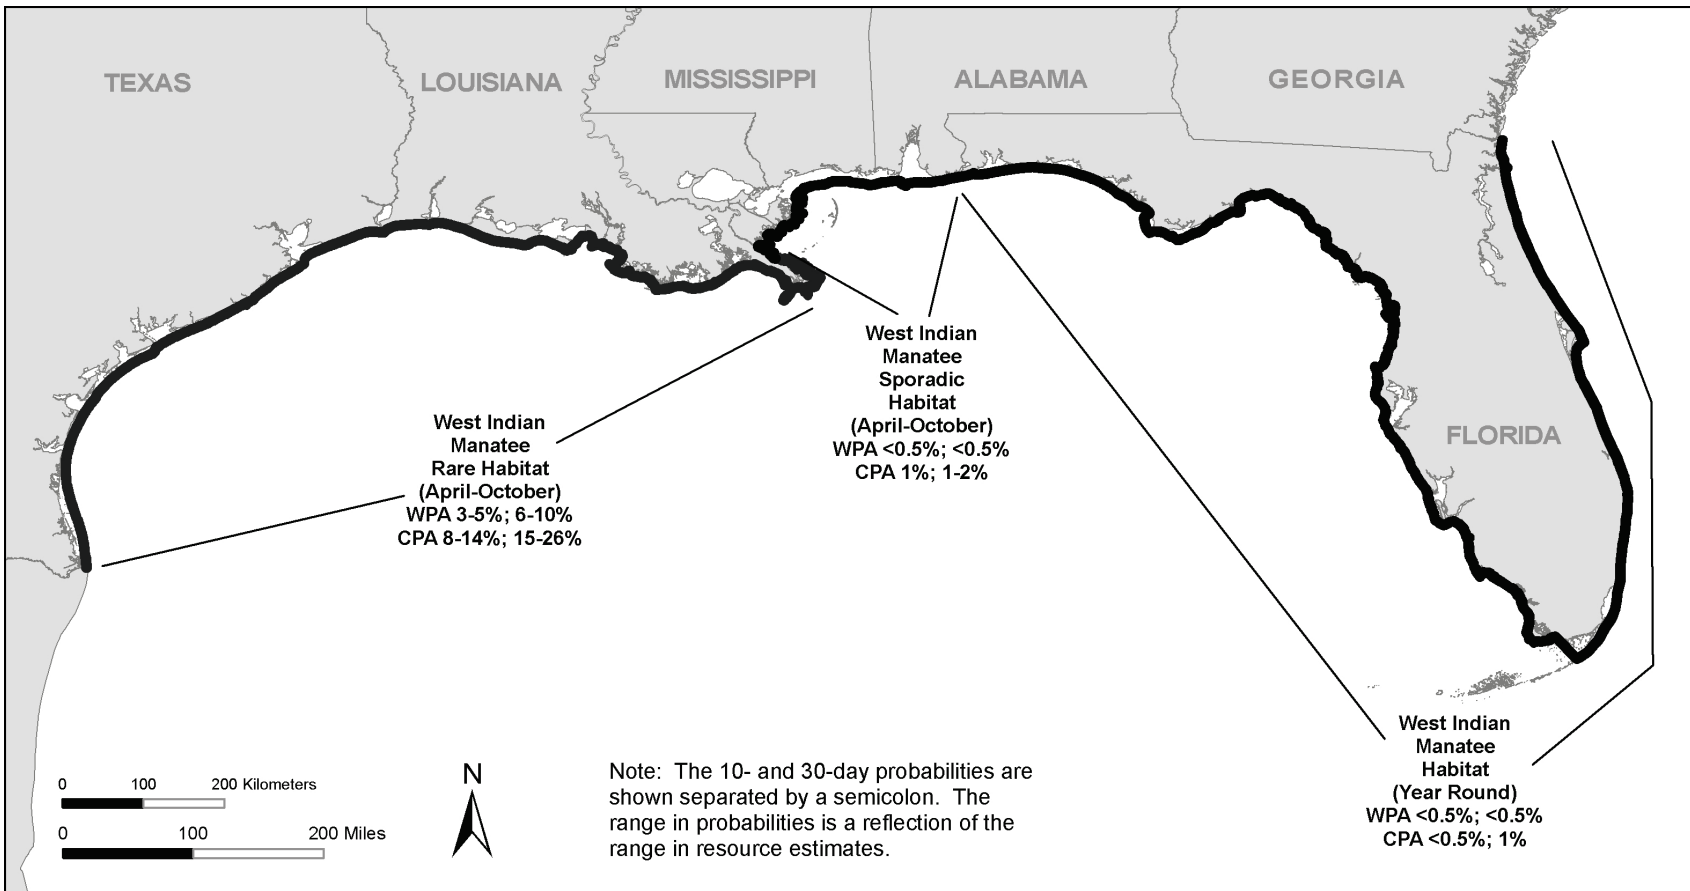 TEXAS
LOUISIANA
MISSISSIPPI
ALABAMA
GEORGIA
FLORIDA
West Indian
Manatee
Sporadic
Habitat
(April-October)
WPA <0.5%; <0.5%
CPA 1%; 1-2%
West Indian
Manatee
Rare Habitat
(April-October)
WPA 3-5%; 6-10%
CPA 8-14%; 15-26%
West Indian
Manatee
Habitat
(Year Round)
WPA <0.5%; <0.5%
CPA <0.5%; 1%
0 100 200 Kilometers
0 100 200 Miles
N
Note: The 10- and 30-day probabilities are
shown separated by a semicolon. The
range in probabilities is a reflection of the
range in resource estimates.